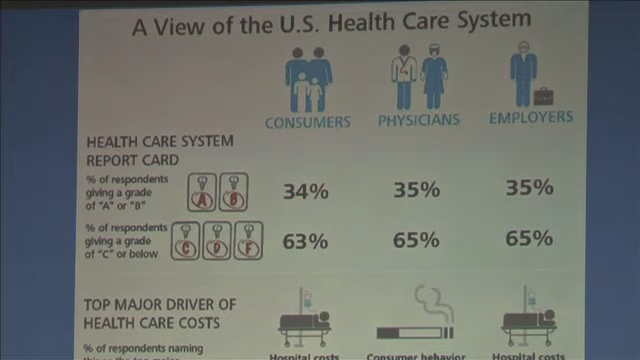 A View of the U.S. Health Care System
CONSUMERS PHYSICIANS EMPLOYERS
HEALTH CARE SYSTEM
REPORT CARD
% of respondents
giving a grade
of "A" or "B"
A B
34% 35% 35%
% of respondents
giving a grade
of "C" or below
C D F
63% 65% 65%
TOP MAJOR DRIVER OF
HEALTH CARE COSTS
% of respondents naming
Hospital costs Consumer behavior Hospital costs